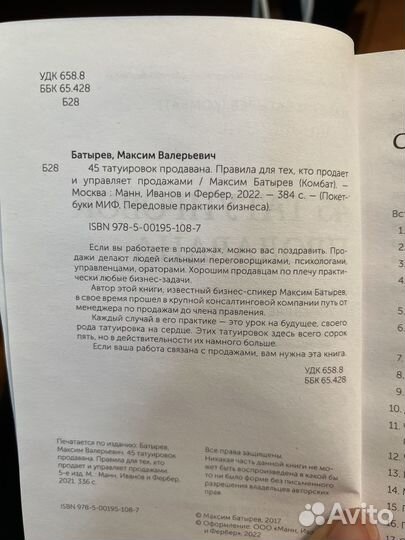 УДК 658.8
ББК 65.428
Б28
Батырев, Максим Валерьевич
Б28 45 татуировок продавана. Правила для тех, кто продает
и управляет продажами / Максим Батырев (Комбат). —
Москва : Манн, Иванов и Фербер, 2022. — 384 с. — (Покет-
буки МИФ. Передовые практики бизнеса).
ISBN 978-5-00195-108-7
Если вы работаете в продажах, можно вас поздравить. Про-
дажи делают людей сильными переговорщиками, психологами,
управленцами, ораторами. Хорошим продавцам по плечу практи-
чески любые бизнес-задачи.
Автор этой книги, известный бизнес-спикер Максим Батырев,
в свое время прошел в крупной консалтинговой компании путь от
менеджера по продажам до члена правления.
Каждый случай в его практике — это урок на будущее, своего
рода татуировка на сердце. Этих татуировок здесь всего сорок
пять, но в действительности их намного больше.
Если ваша работа связана с продажами, вам нужна эта книга.
УДК 658.8
ББК 65.428
Печатается по изданию: Батырев,
Максим Валерьевич. 45 татуировок
продавана. Правила для тех, кто
продает и управляет продажами.
5-е изд. М.: Манн, Иванов и Фербер,
2021. 336 с.
Все права защищены.
Никакая часть данной книги не мо-
жет быть воспроизведена в какой бы
то ни было форме без письменного
разрешения владельцев авторских
прав.
ISBN 978-5-00195-108-7
© Максим Батырев, 2017
© Оформление. ООО «Манн, Иванов
и Фербер», 2022
Avito